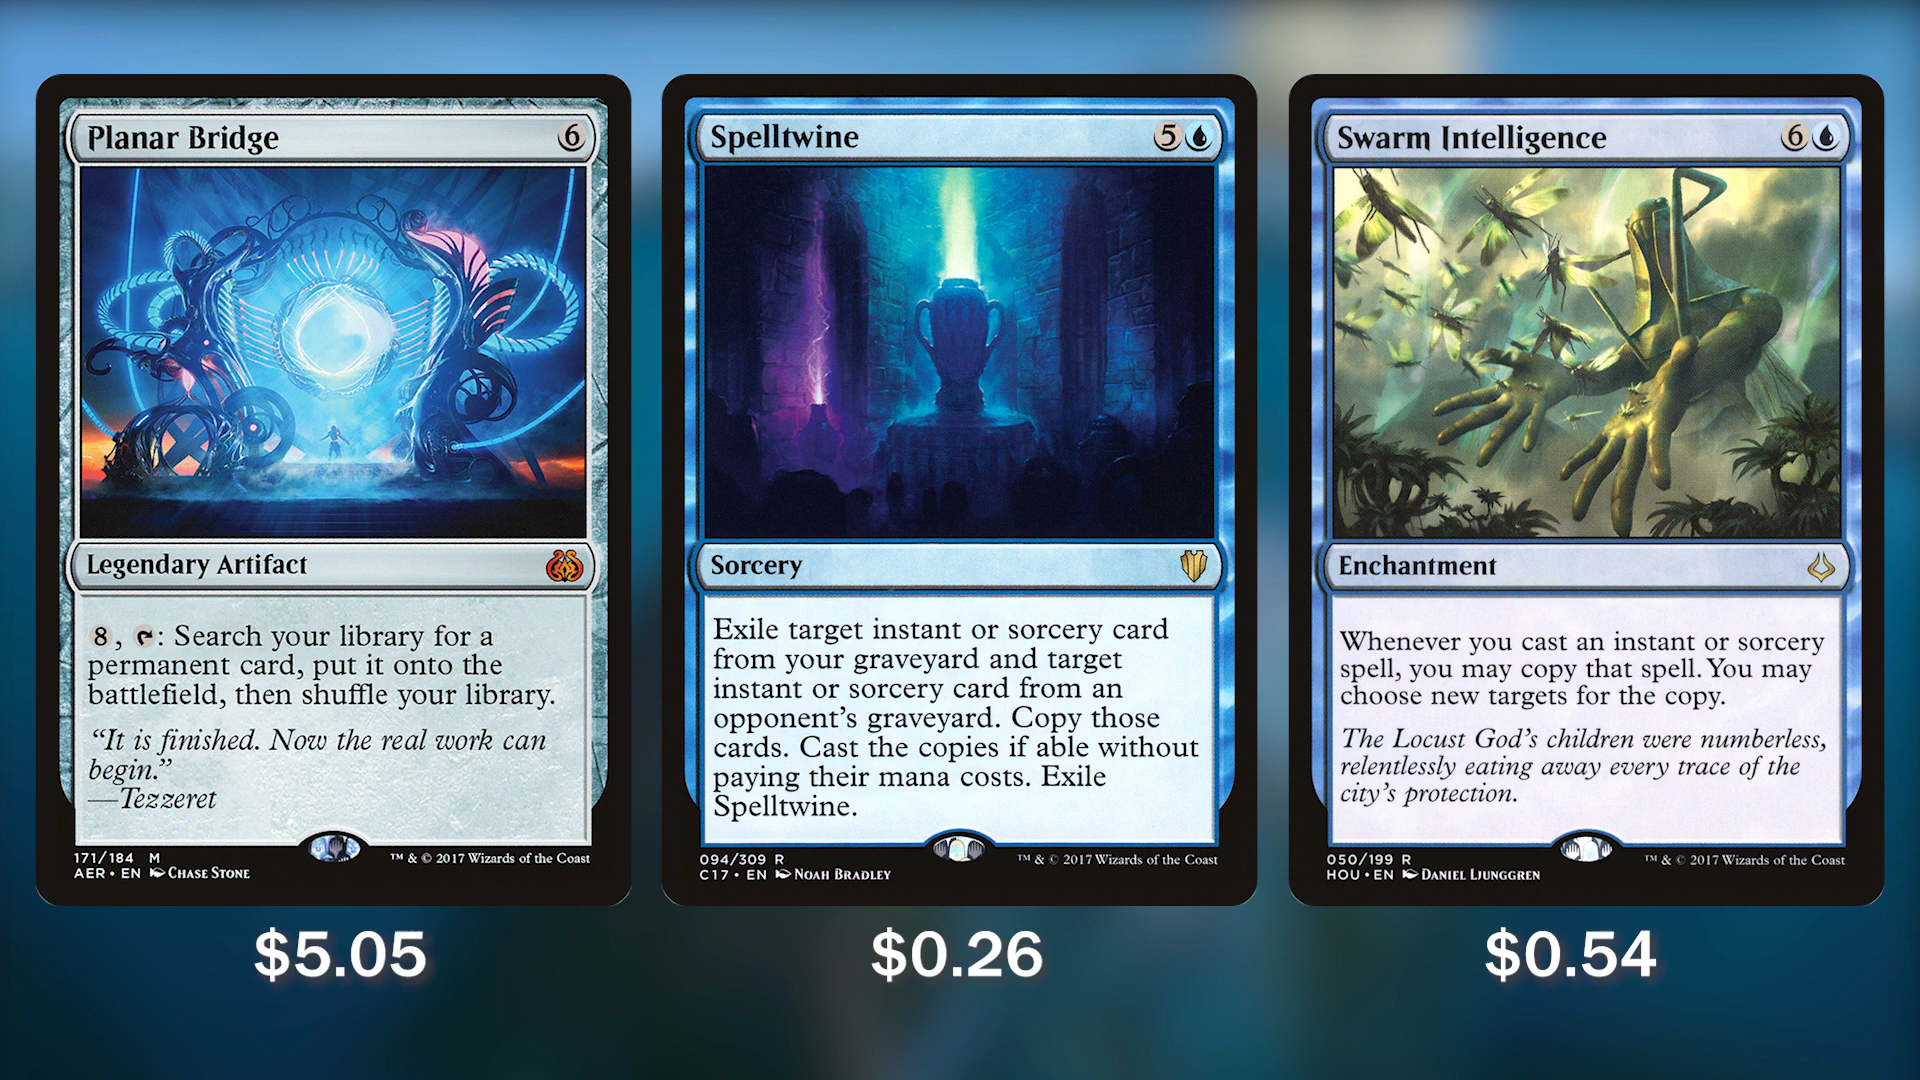 Planar Bridge 6
Legendary Artifact
8, : Search your library for a
permanent card, put it onto the
battlefield, then shuffle your library.
“It is finished. Now the real work can
begin.”
—Tezzeret
171/184 M
AER • EN CHASE STONE
™ & © 2017 Wizards of the Coast
$5.05
Spelltwine 5
Sorcery
Exile target instant or sorcery card
from your graveyard and target
instant or sorcery card from an
opponent’s graveyard. Copy those
cards. Cast the copies if able without
paying their mana costs. Exile
Spelltwine.
094/309 R
C17 • EN NOAH BRADLEY
™ & © 2017 Wizards of the Coast
$0.26
Swarm Intelligence 6
Enchantment
Whenever you cast an instant or sorcery
spell, you may copy that spell. You may
choose new targets for the copy.
The Locust God’s children were numberless,
relentlessly eating away every trace of the
city’s protection.
050/199 R
HOU • EN DANIEL LJUNGGREN
™ & © 2017 Wizards of the Coast
$0.54